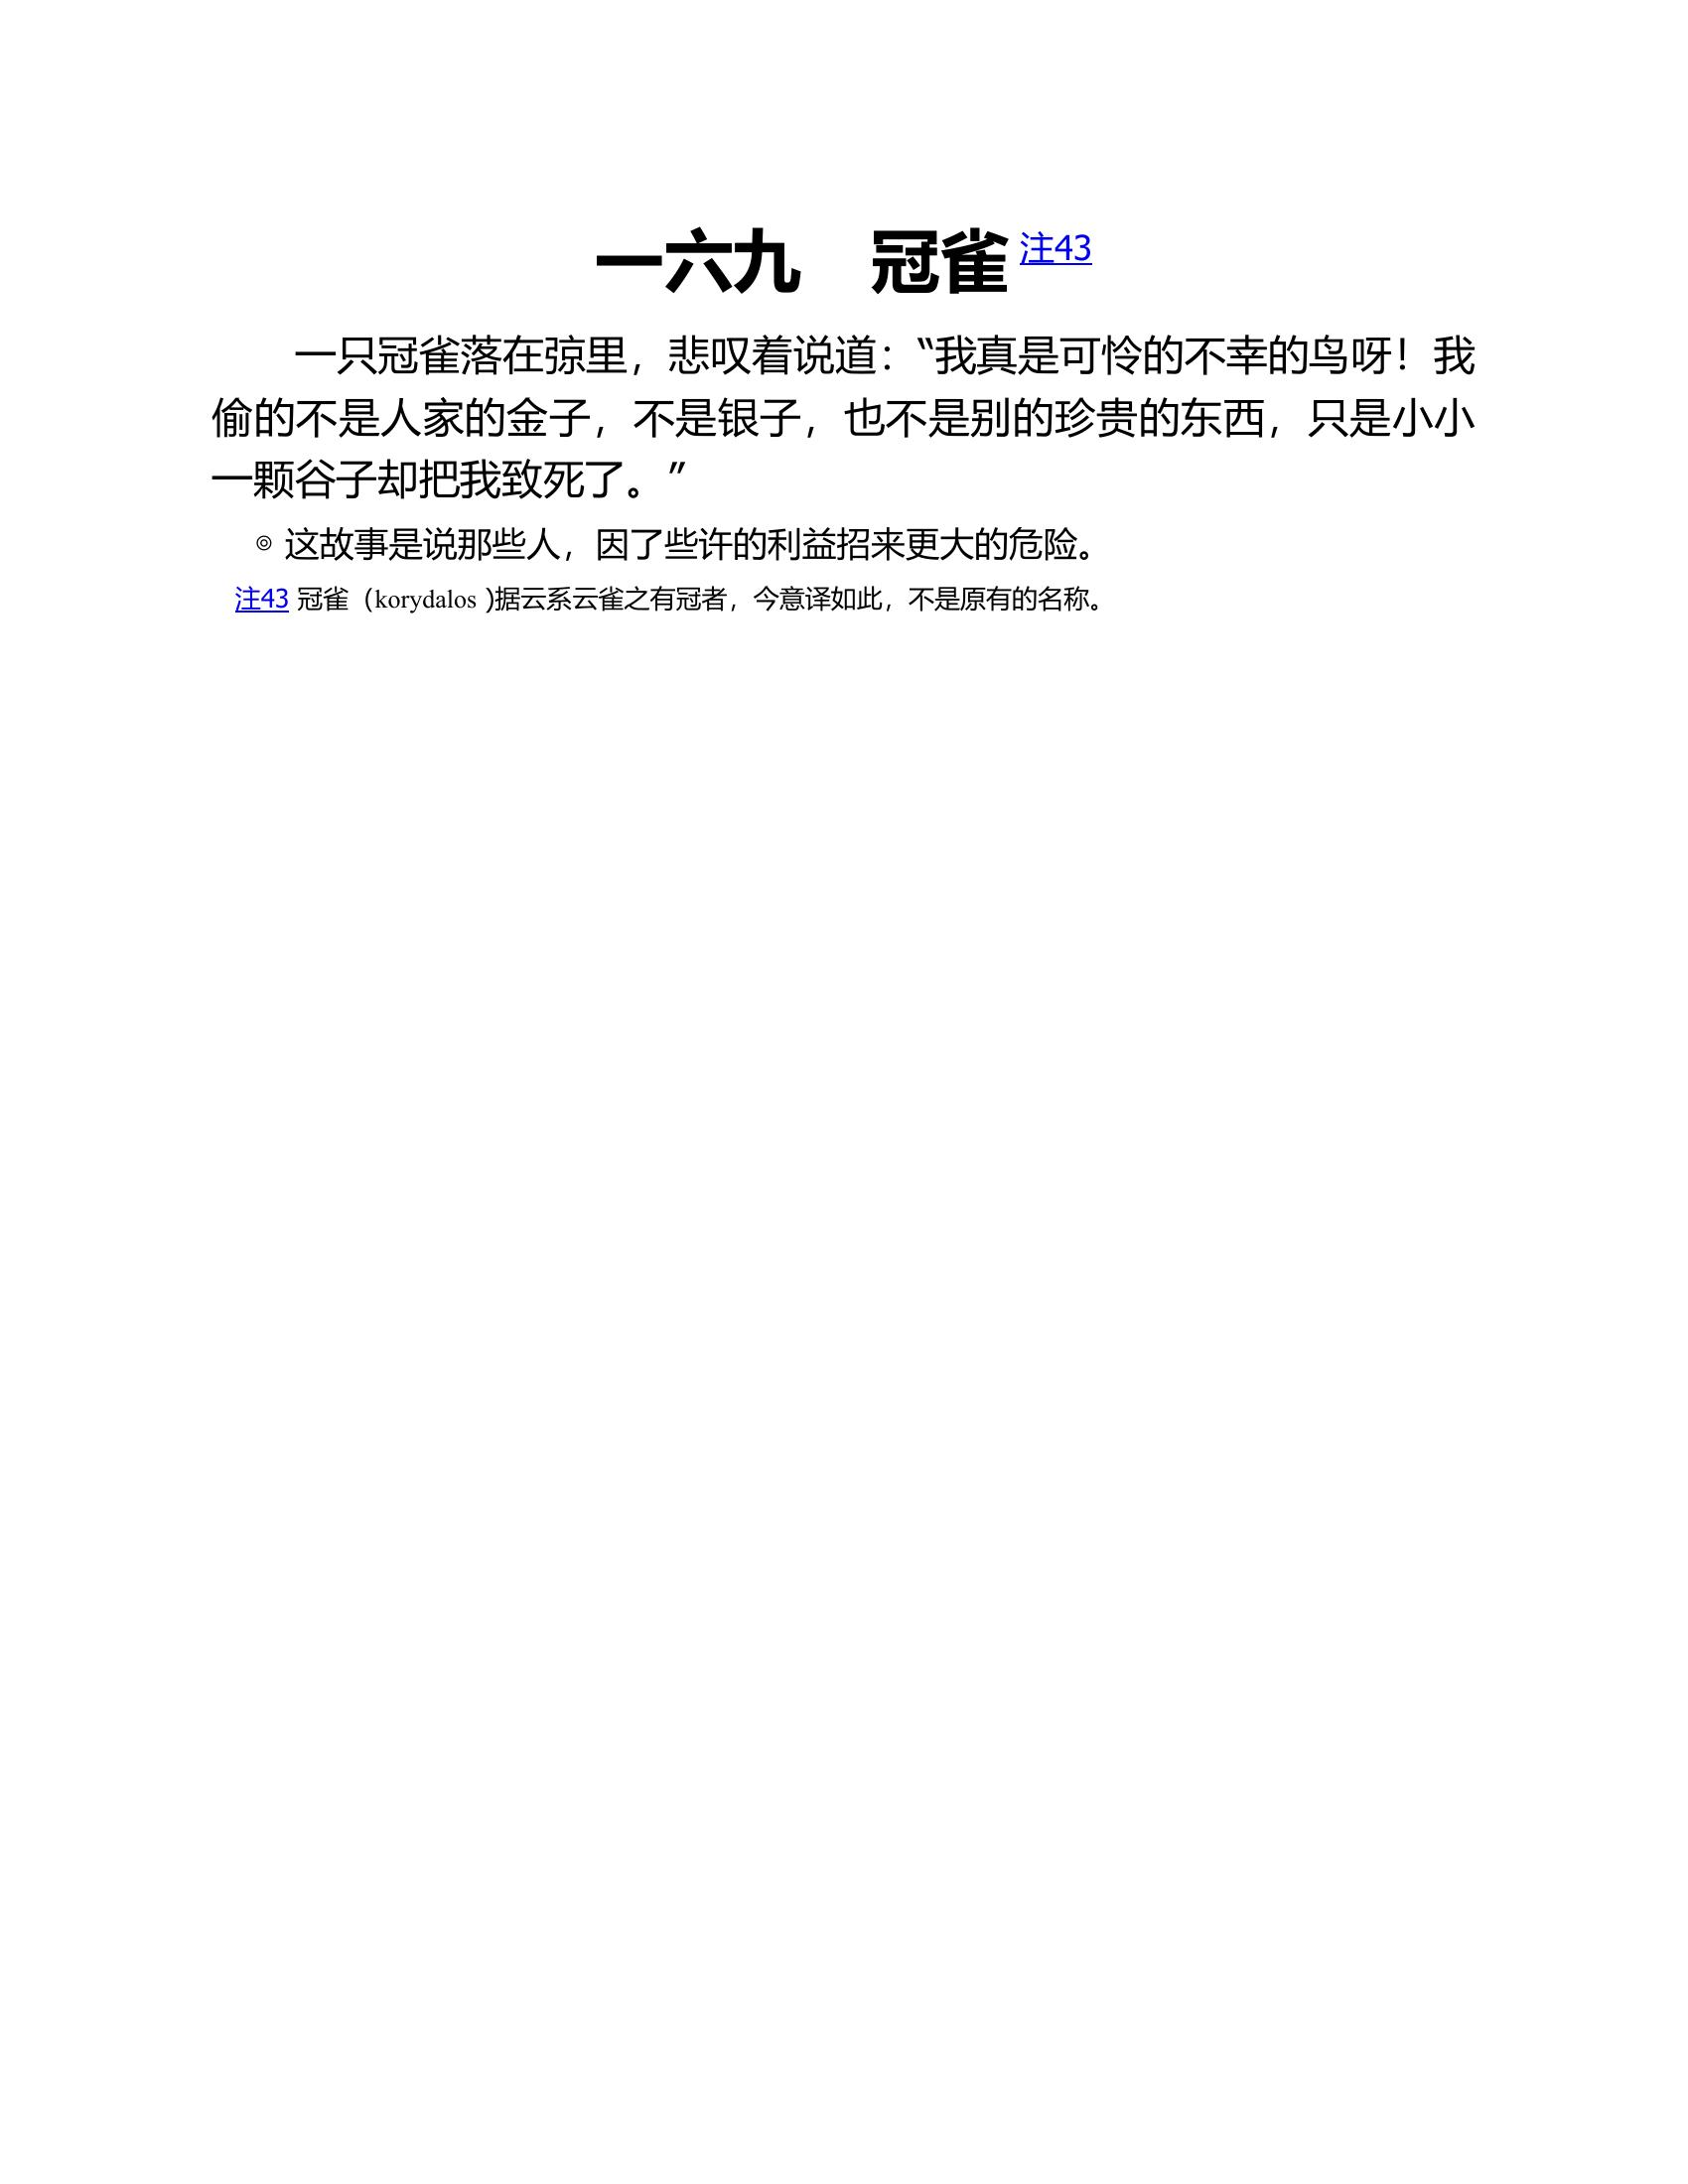 一六九　冠雀 注43
一只冠雀落在弶里，悲叹着说道：“我真是可怜的不幸的鸟呀！我
偷的不是人家的金子，不是银子，也不是别的珍贵的东西，只是小小
一颗谷子却把我致死了。”
◎ 这故事是说那些人，因了些许的利益招来更大的危险。
注43 冠雀（korydalos )据云系云雀之有冠者，今意译如此，不是原有的名称。